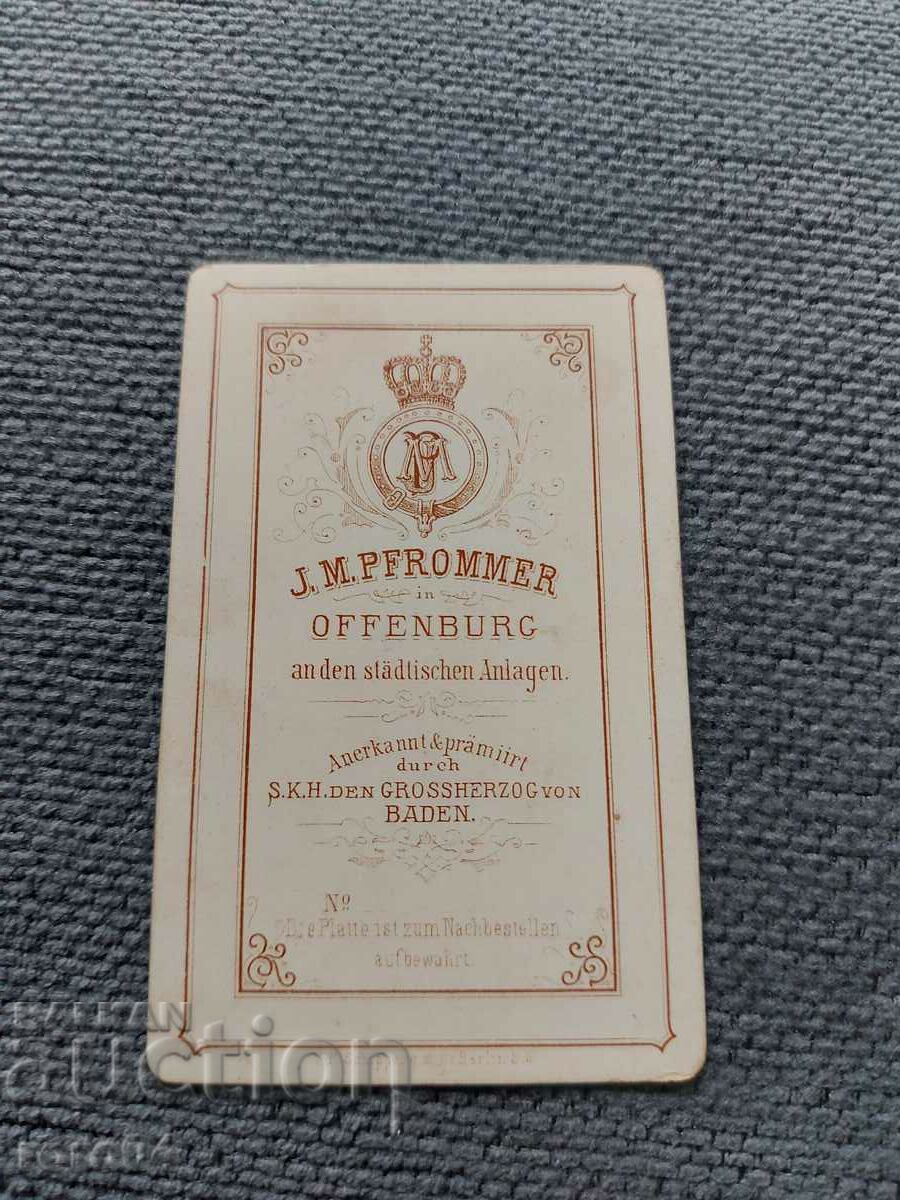 JMP
J. M. PFROMMER
in
OFFENBURG
an den städtischen Anlagen.
Anerkannt & prämiirt
durch
S.K.H. DEN GROSSHERZOG VON
BADEN.
No
Die Platte ist zum Nachbestellen
aufbewahrt.
BALKAN
auction